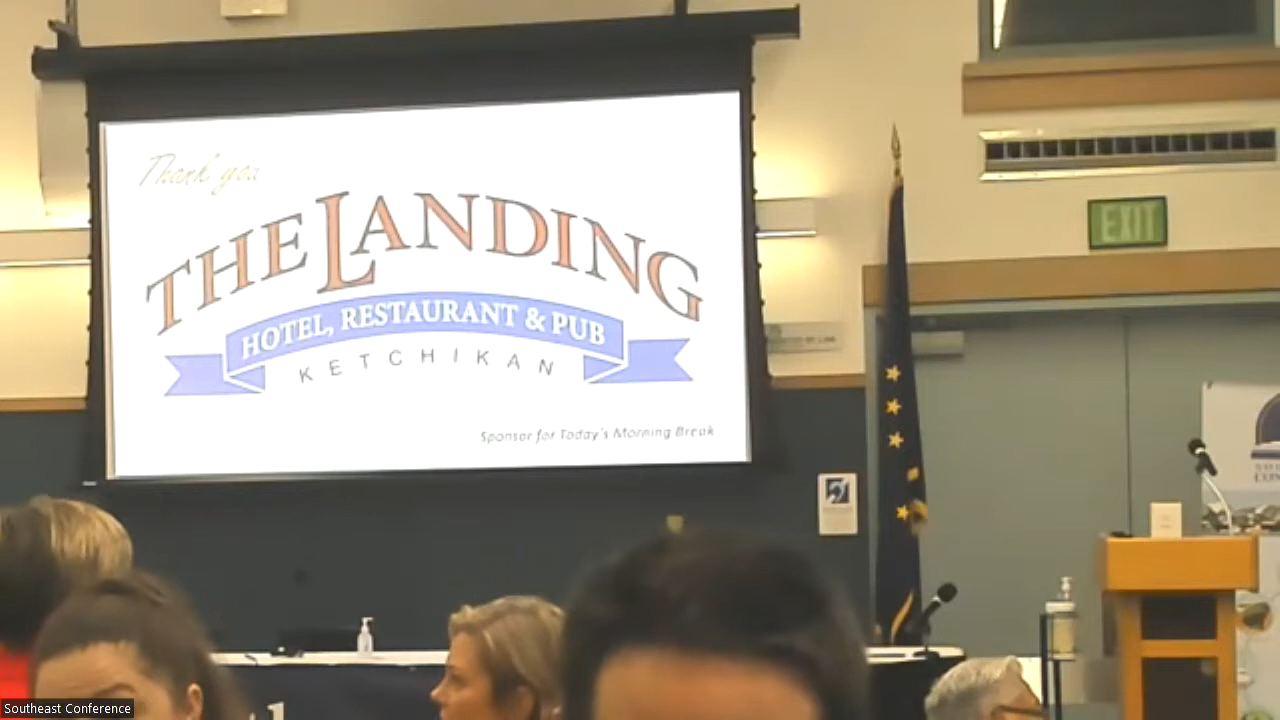 Thank you
THE LANDING
HOTEL, RESTAURANT & PUB
KETCHIKAN
Sponsor for Today's Morning Break
EXIT
Southeast Conference